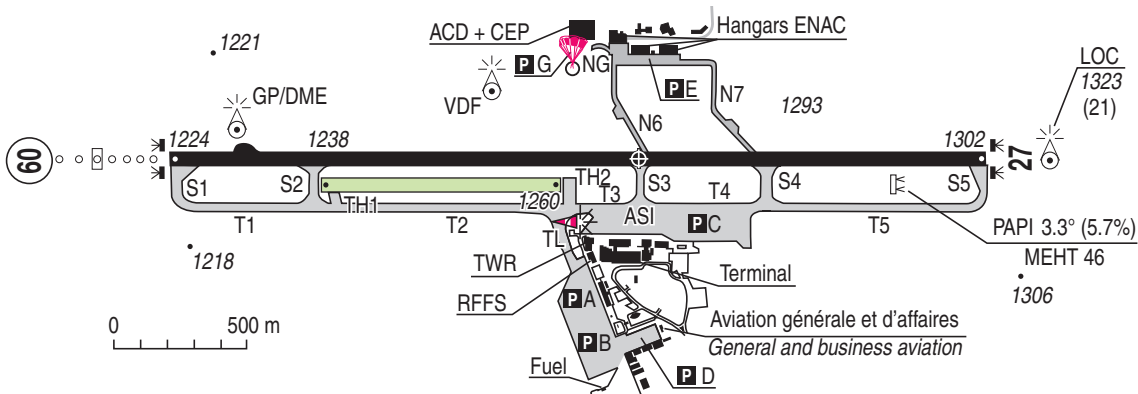 ACD + CEP
Hangars ENAC
1221
P G
NG
LOC
1323
(21)
GP/DME
VDF
P E
N7
1293
N6
1224
1238
1302
09
27
S1
S2
TH2
S3
T4
S4
S5
TH1
1260
T3
T1
T2
ASI
P C
T5
TL
PAPI 3.3° (5.7%)
MEHT 46
1218
TWR
Terminal
1306
RFFS
P A
0 500 m
Aviation générale et d'affaires
General and business aviation
P B
Fuel
P D